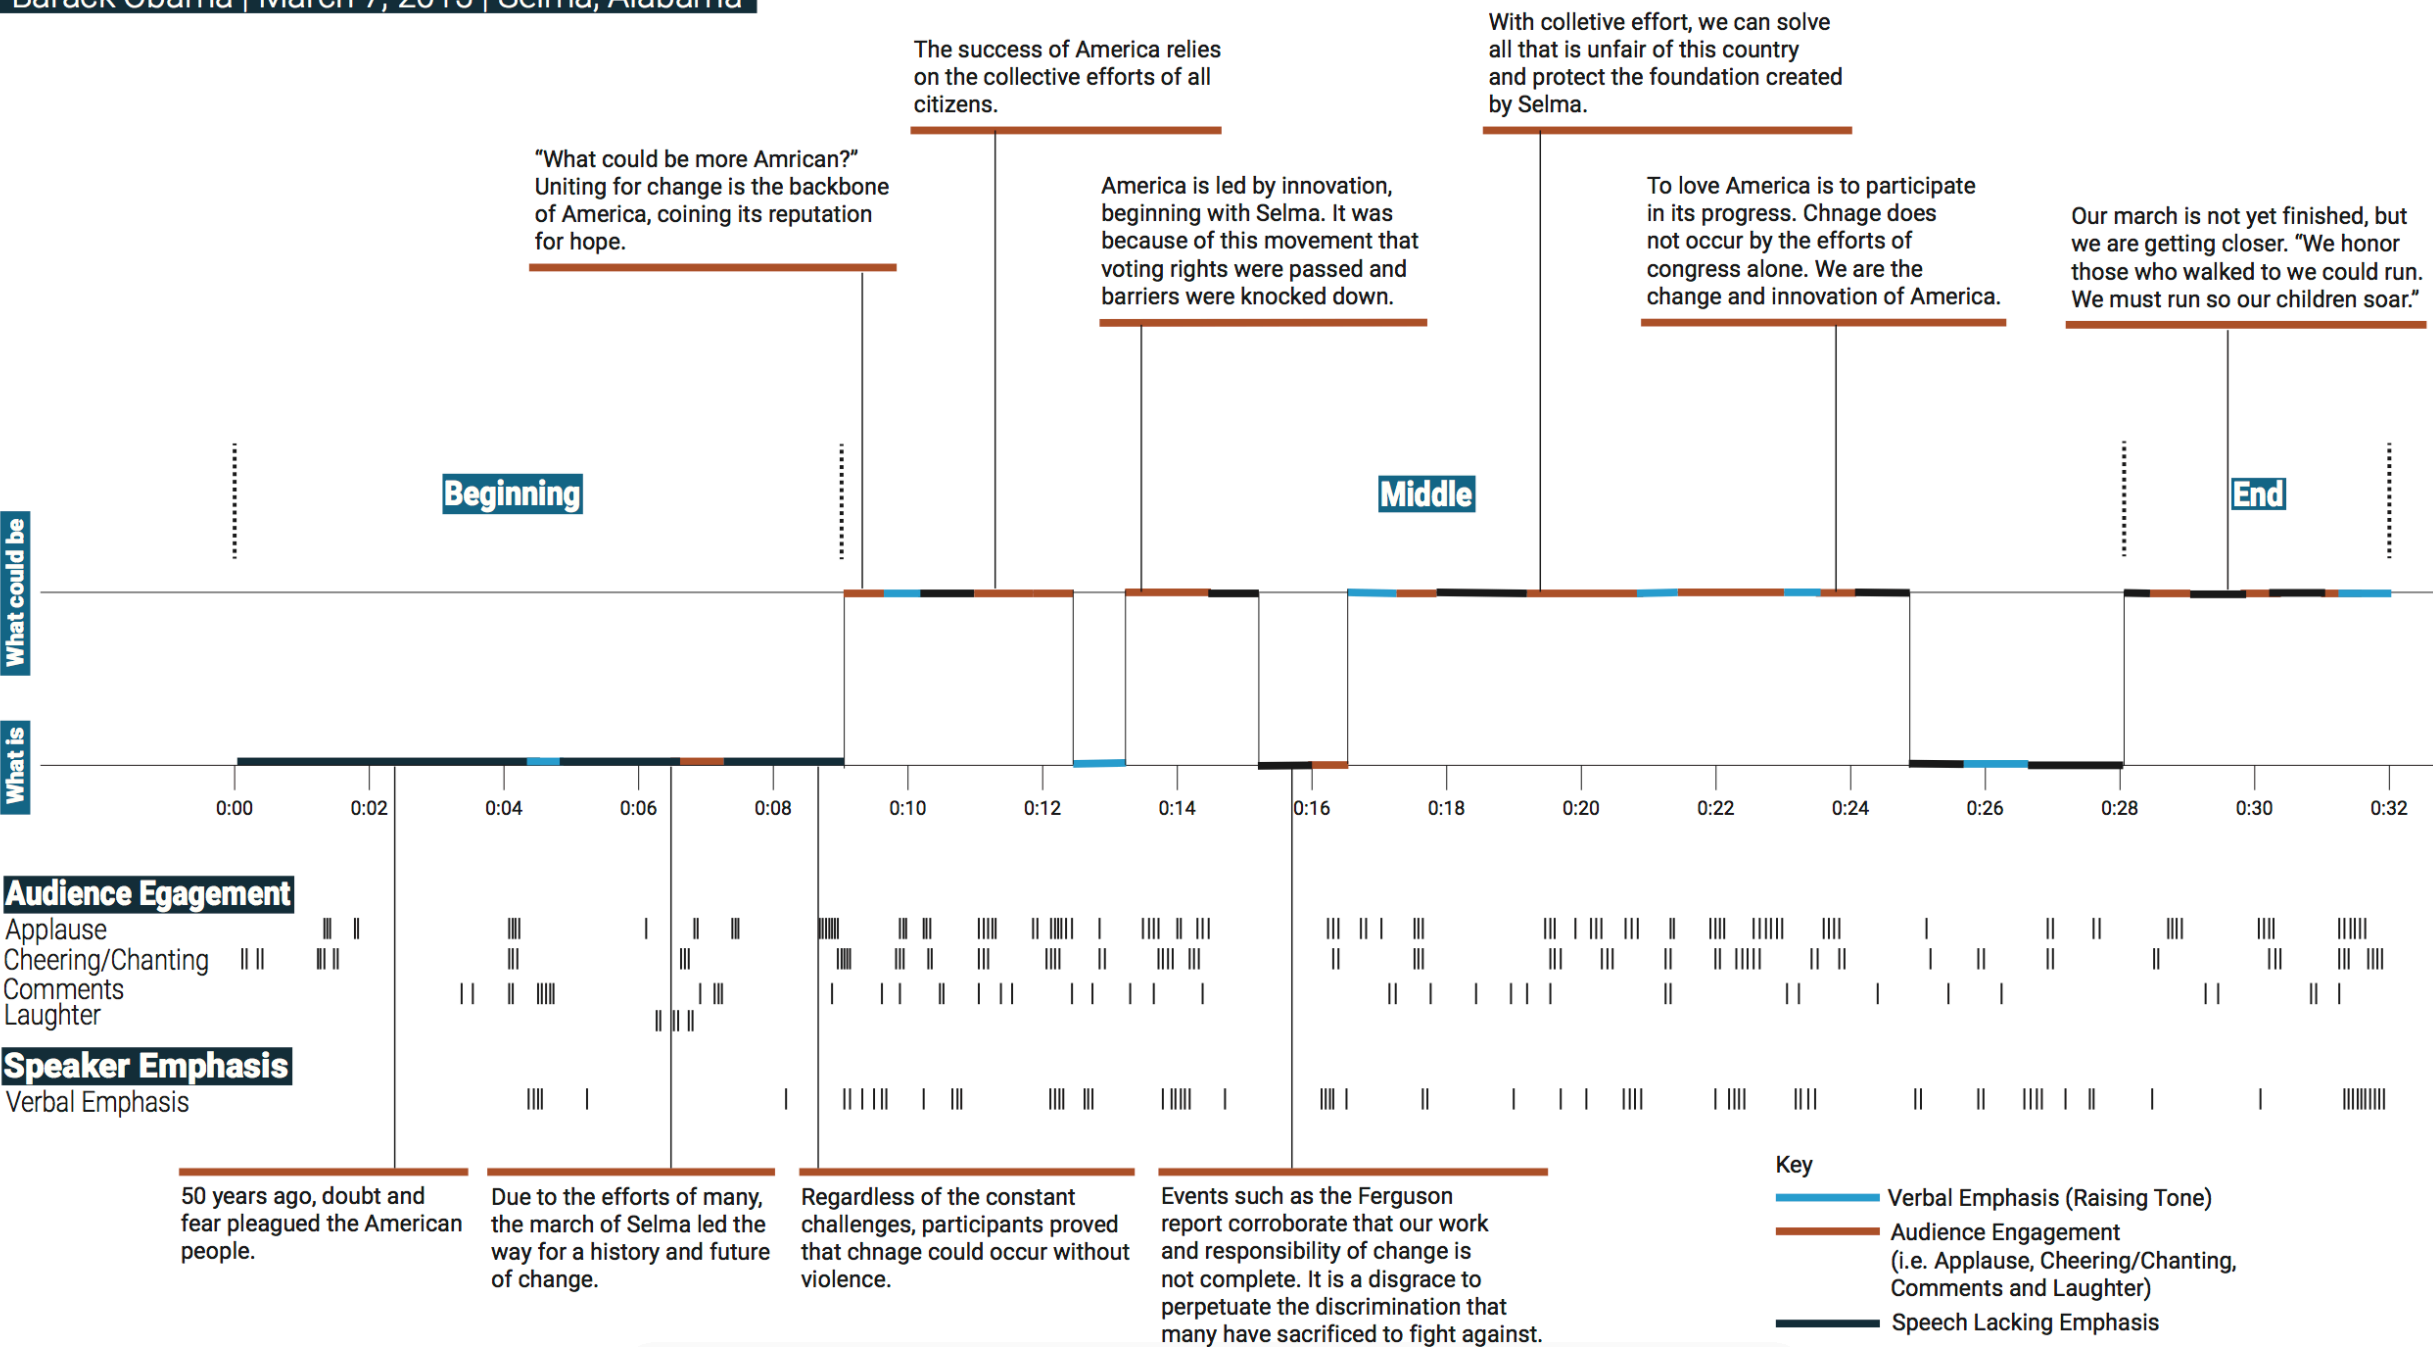 Barack Obama | March 7, 2015 | Selma, Alabama
With colletive effort, we can solve
all that is unfair of this country
and protect the foundation created
by Selma.
The success of America relies
on the collective efforts of all
citizens.
“What could be more Amrican?”
Uniting for change is the backbone
of America, coining its reputation
for hope.
America is led by innovation,
beginning with Selma. It was
because of this movement that
voting rights were passed and
barriers were knocked down.
To love America is to participate
in its progress. Chnage does
not occur by the efforts of
congress alone. We are the
change and innovation of America.
Our march is not yet finished, but
we are getting closer. “We honor
those who walked to we could run.
We must run so our children soar.”
Beginning
Middle
End
What could be
What is
0:00 0:02 0:04 0:06 0:08 0:10 0:12 0:14 0:16 0:18 0:20 0:22 0:24 0:26 0:28 0:30 0:32
Audience Egagement
Applause
Cheering/Chanting
Comments
Laughter
Speaker Emphasis
Verbal Emphasis
50 years ago, doubt and
fear pleagued the American
people.
Due to the efforts of many,
the march of Selma led the
way for a history and future
of change.
Regardless of the constant
challenges, participants proved
that chnage could occur without
violence.
Events such as the Ferguson
report corroborate that our work
and responsibility of change is
not complete. It is a disgrace to
perpetuate the discrimination that
many have sacrificed to fight against.
Key
Verbal Emphasis (Raising Tone)
Audience Engagement
(i.e. Applause, Cheering/Chanting,
Comments and Laughter)
Speech Lacking Emphasis